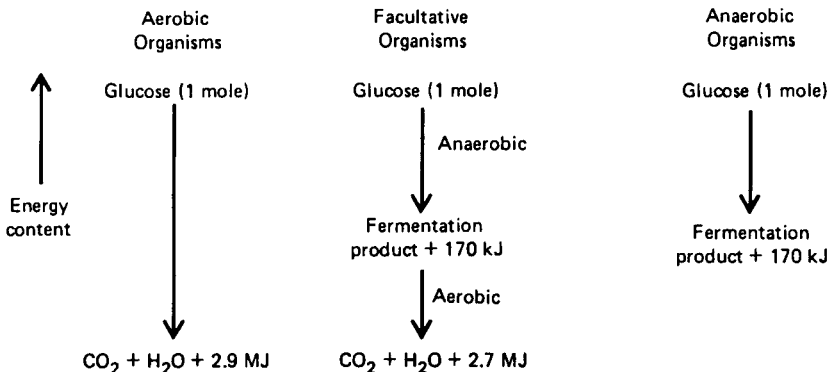 Aerobic
Organisms
Facultative
Organisms
Anaerobic
Organisms
Glucose (1 mole)
Glucose (1 mole)
Glucose (1 mole)
Anaerobic
Energy
content
Fermentation
product + 170 kJ
Fermentation
product + 170 kJ
Aerobic
CO₂ + H₂O + 2.9 MJ
CO₂ + H₂O + 2.7 MJ